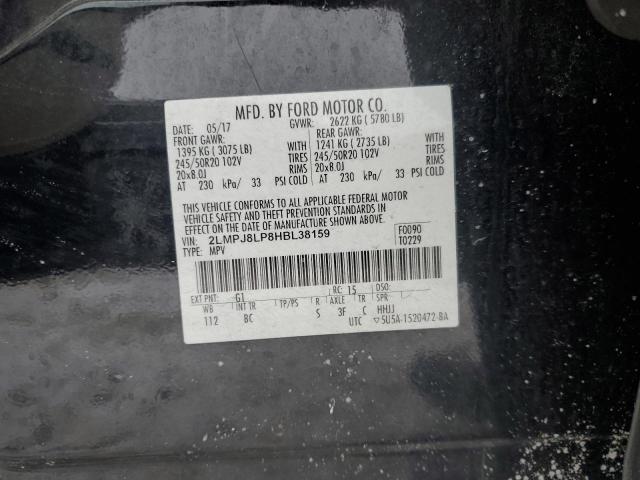 MFD. BY FORD MOTOR CO.
DATE: 05/17 GVWR: 2622 KG ( 5780 LB)
FRONT GAWR: REAR GAWR:
1395 KG ( 3075 LB) WITH 1241 KG ( 2735 LB) WITH
245/50R20 102V TIRES 245/50R20 102V TIRES
20x8.0J RIMS 20x8.0J RIMS
AT 230 kPa/ 33 PSI COLD AT 230 kPa/ 33 PSI COLD
THIS VEHICLE CONFORMS TO ALL APPLICABLE FEDERAL MOTOR
VEHICLE SAFETY AND THEFT PREVENTION STANDARDS IN
EFFECT ON THE DATE OF MANUFACTURE SHOWN ABOVE.
VIN: 2LMPJ8LP8HBL38159 F0090
TYPE: MPV T0229
EXT PNT: G1 RC: 15 DSO:
WB INT TR TP/PS R AXLE TR SPR
112 BC S 3F C HHJJ
UTC ▽5U5A-1520472-BA